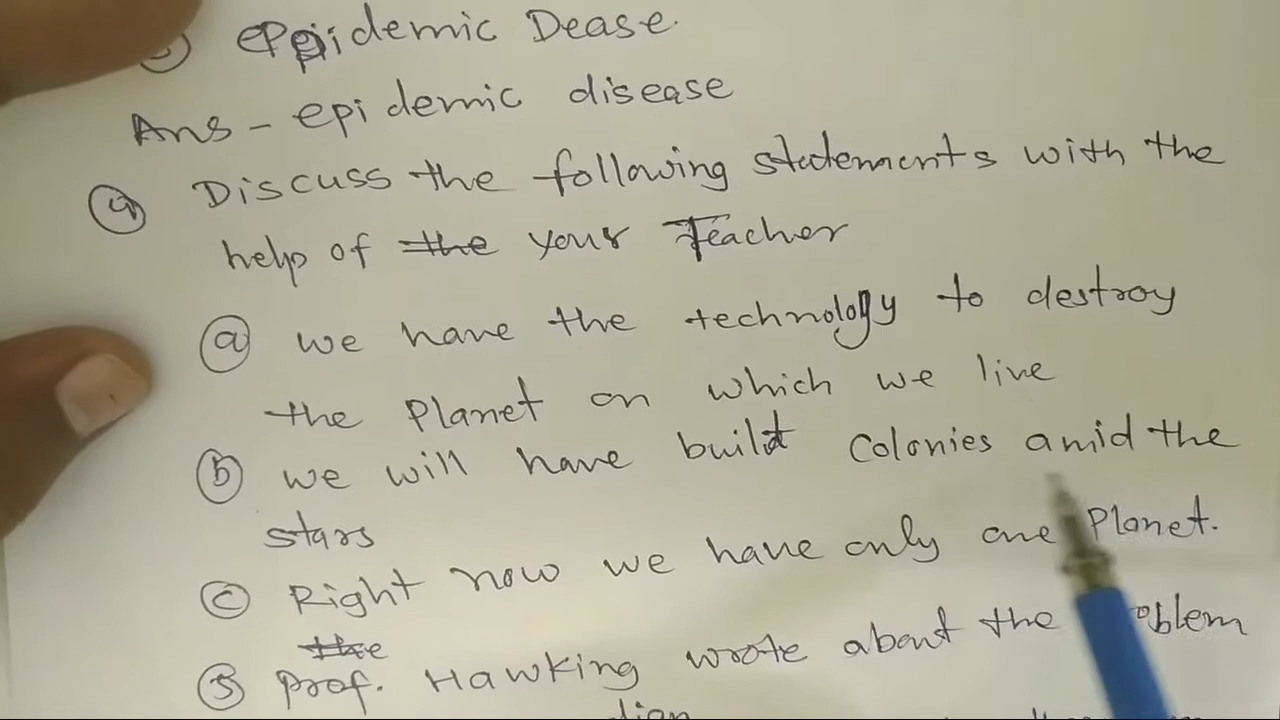 epidemic Dease.
Ans - epidemic disease
④ Discuss the following statements with the
help of the your Teacher
ⓐ we have the technology to destroy
the Planet on which we live
ⓑ we will have build colonies amid the
stars
ⓒ Right now we have only one Planet.
the
⑤ Prof. Hawking wrote about the